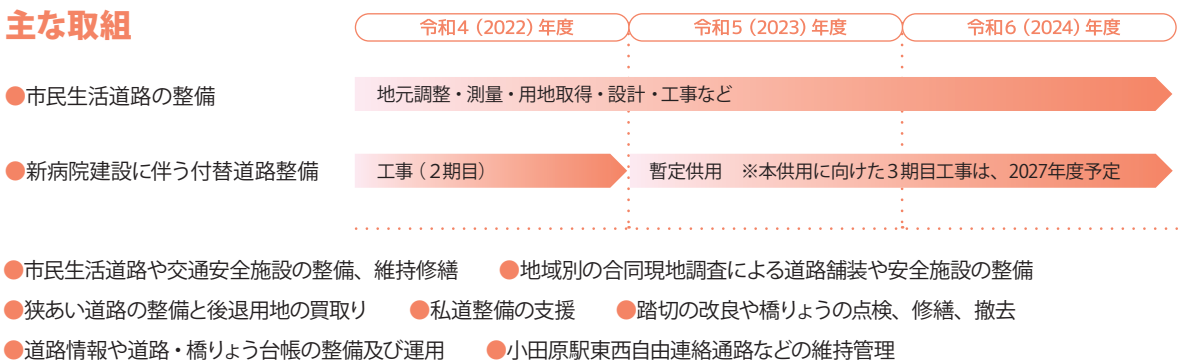 主な取組
令和4（2022）年度 令和5（2023）年度 令和6（2024）年度
●市民生活道路の整備 地元調整・測量・用地取得・設計・工事など
●新病院建設に伴う付替道路整備 工事（2期目） 暫定供用 ※本供用に向けた3期目工事は、2027年度予定
●市民生活道路や交通安全施設の整備、維持修繕 ●地域別の合同現地調査による道路舗装や安全施設の整備
●狭あい道路の整備と後退用地の買取り ●私道整備の支援 ●踏切の改良や橋りょうの点検、修繕、撤去
●道路情報や道路・橋りょう台帳の整備及び運用 ●小田原駅東西自由連絡通路などの維持管理